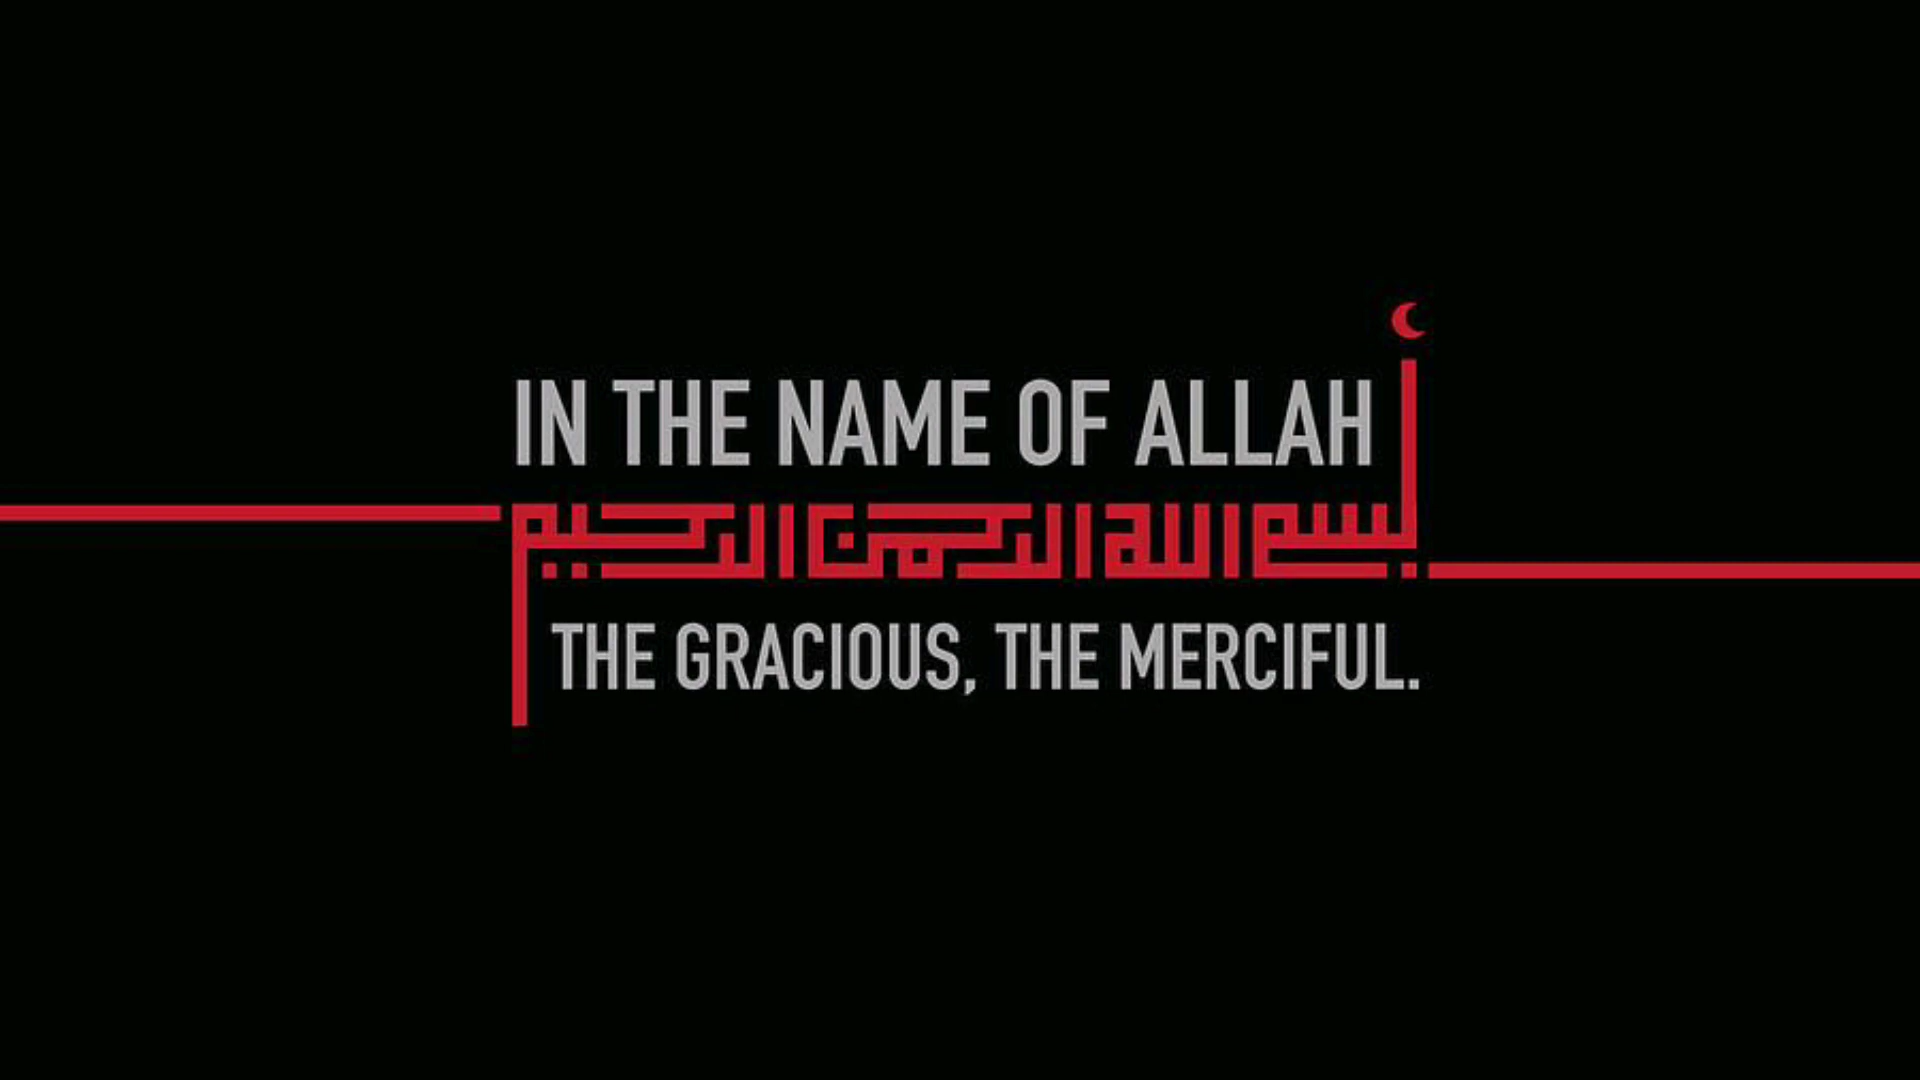 IN THE NAME OF ALLAH
بسم الله الرحمن الرحيم
THE GRACIOUS, THE MERCIFUL.